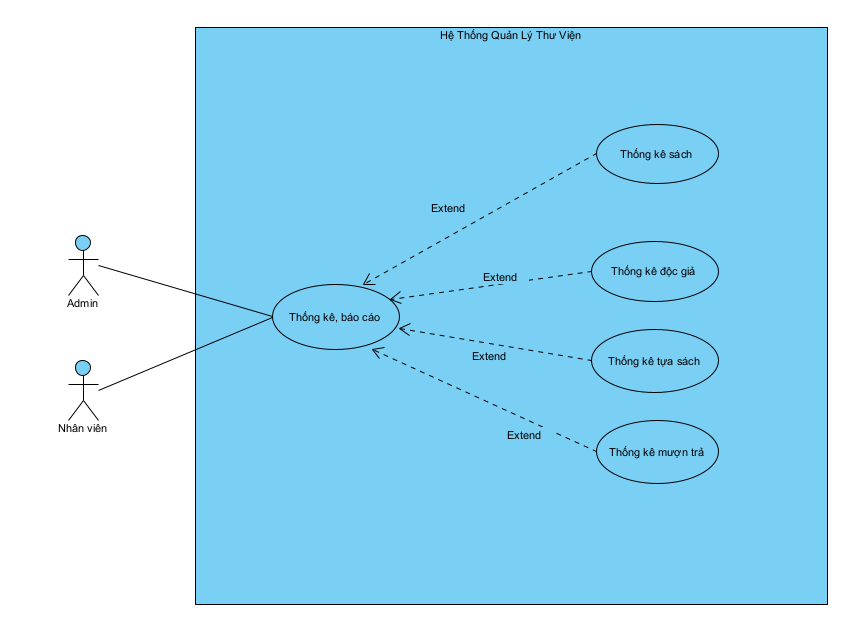 Hệ Thống Quản Lý Thư Viện
Thống kê sách
Extend
Thống kê độc giả
Extend
Admin
Thống kê, báo cáo
Extend
Thống kê tựa sách
Nhân viên
Extend
Thống kê mượn trả